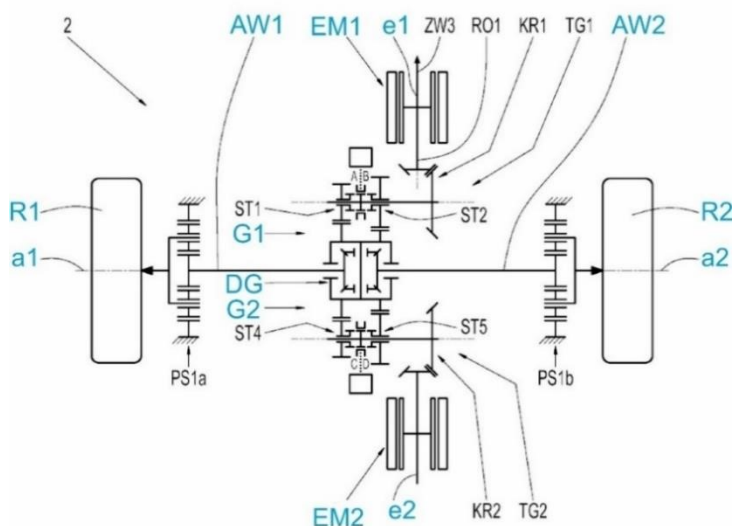 2 AW1 EM1 e1 ZW3 RO1 KR1 TG1 AW2
A B
ST1 ST2
R1 G1 R2
a1 a2
DG
G2
ST4 ST5
C D
PS1a PS1b
EM2 e2 KR2 TG2